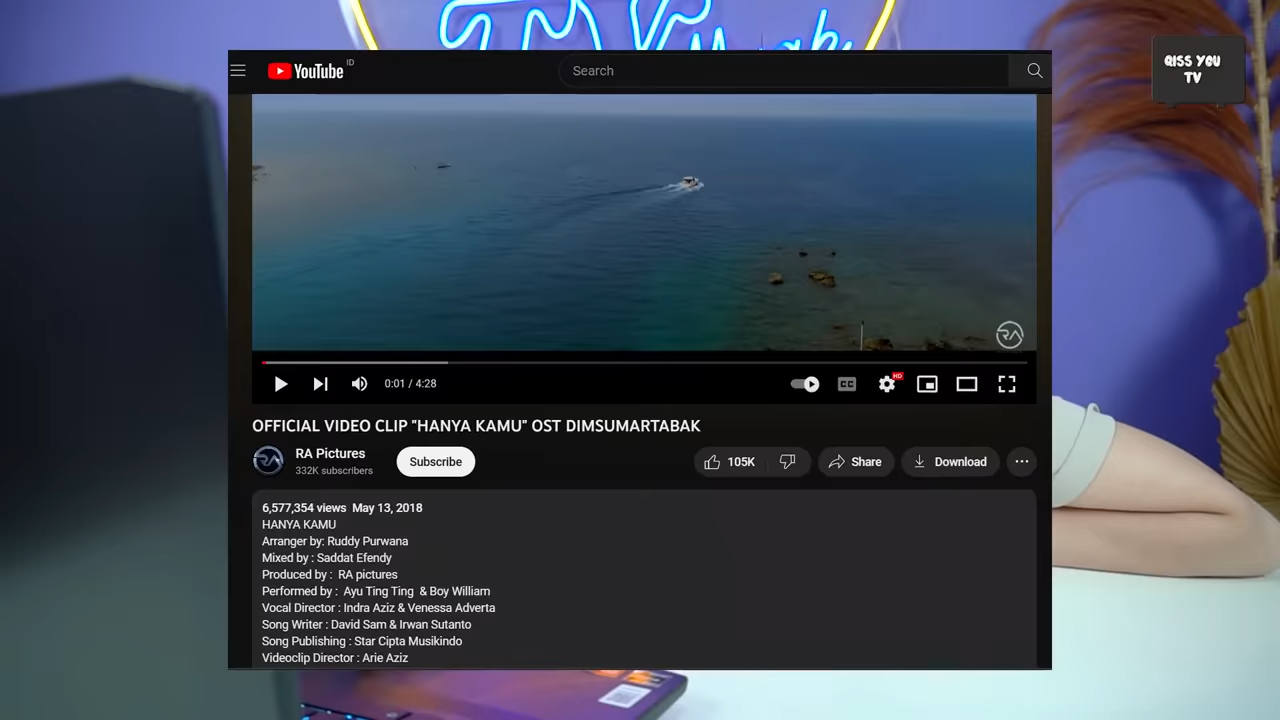 QISS YOU
TV
YouTube ID
Search
RA
0:01 / 4:28
CC
HD
OFFICIAL VIDEO CLIP "HANYA KAMU" OST DIMSUMARTABAK
RA Pictures
332K subscribers
Subscribe
105K
Share
Download
6,577,354 views May 13, 2018
HANYA KAMU
Arranger by: Ruddy Purwana
Mixed by : Saddat Efendy
Produced by : RA pictures
Performed by : Ayu Ting Ting & Boy William
Vocal Director : Indra Aziz & Venessa Adverta
Song Writer : David Sam & Irwan Sutanto
Song Publishing : Star Cipta Musikindo
Videoclip Director : Arie Aziz